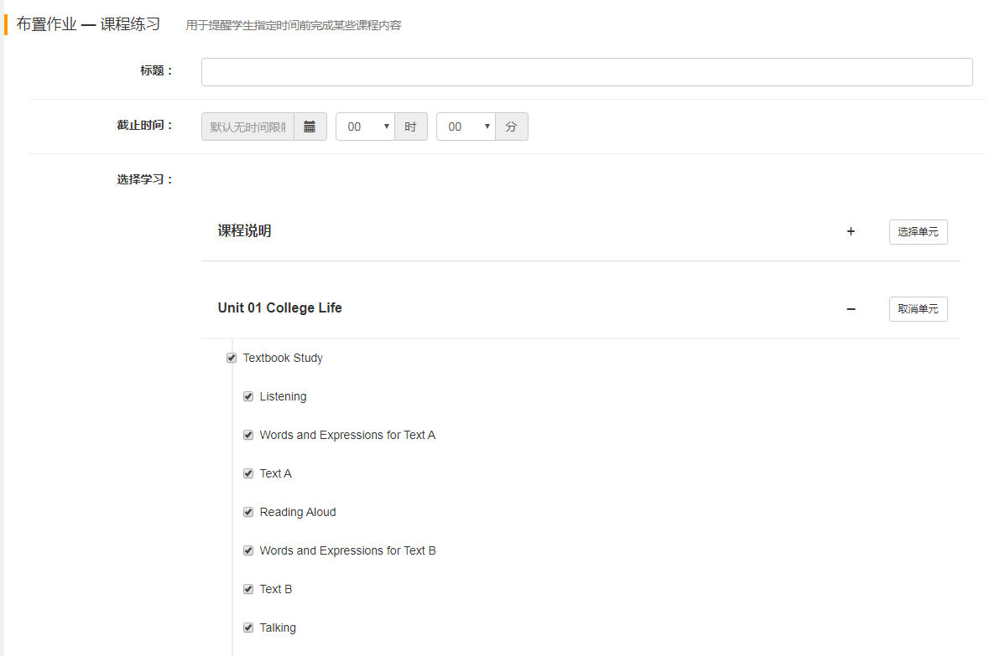 布置作业 — 课程练习 用于提醒学生指定时间前完成某些课程内容
标题：
截止时间： 默认无时间限制 00 时 00 分
选择学习：
课程说明 + 选择单元
Unit 01 College Life – 取消单元
Textbook Study
Listening
Words and Expressions for Text A
Text A
Reading Aloud
Words and Expressions for Text B
Text B
Talking